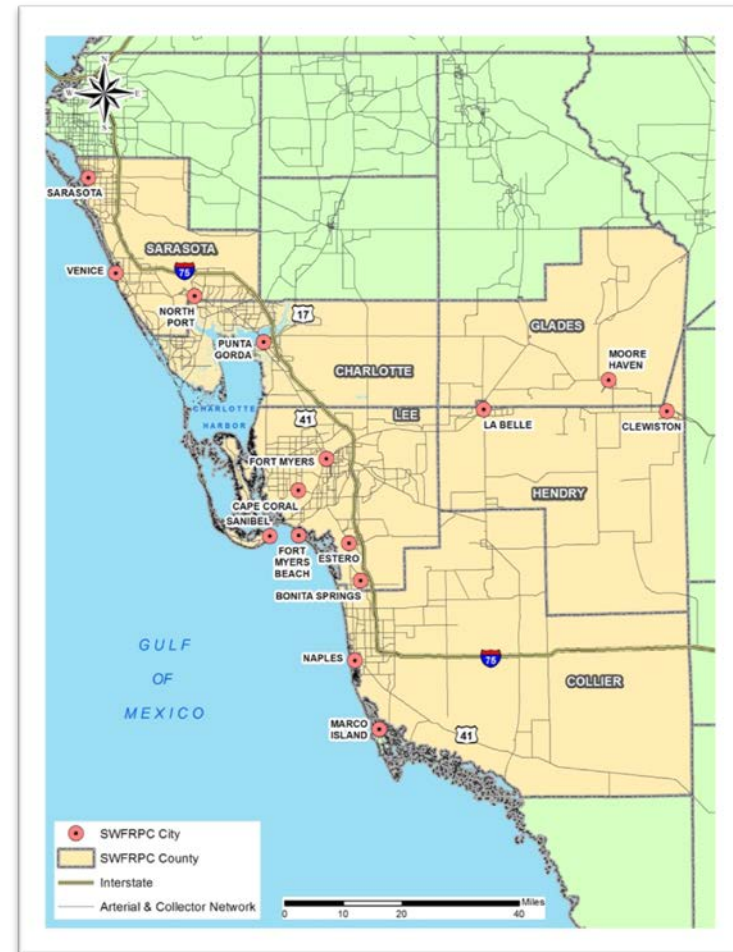 N
W E
S
SARASOTA
SARASOTA
VENICE
75
NORTH
PORT
17
PUNTA
GORDA
GLADES
MOORE
HAVEN
CHARLOTTE
CHARLOTTE
HARBOR
41
LEE
LA BELLE
CLEWISTON
FORT MYERS
HENDRY
CAPE CORAL
SANIBEL
FORT
MYERS
BEACH
ESTERO
BONITA SPRINGS
GULF
OF
MEXICO
NAPLES
75
COLLIER
MARCO
ISLAND
41
SWFRPC City
SWFRPC County
Interstate
Arterial & Collector Network
Miles
0 10 20 40